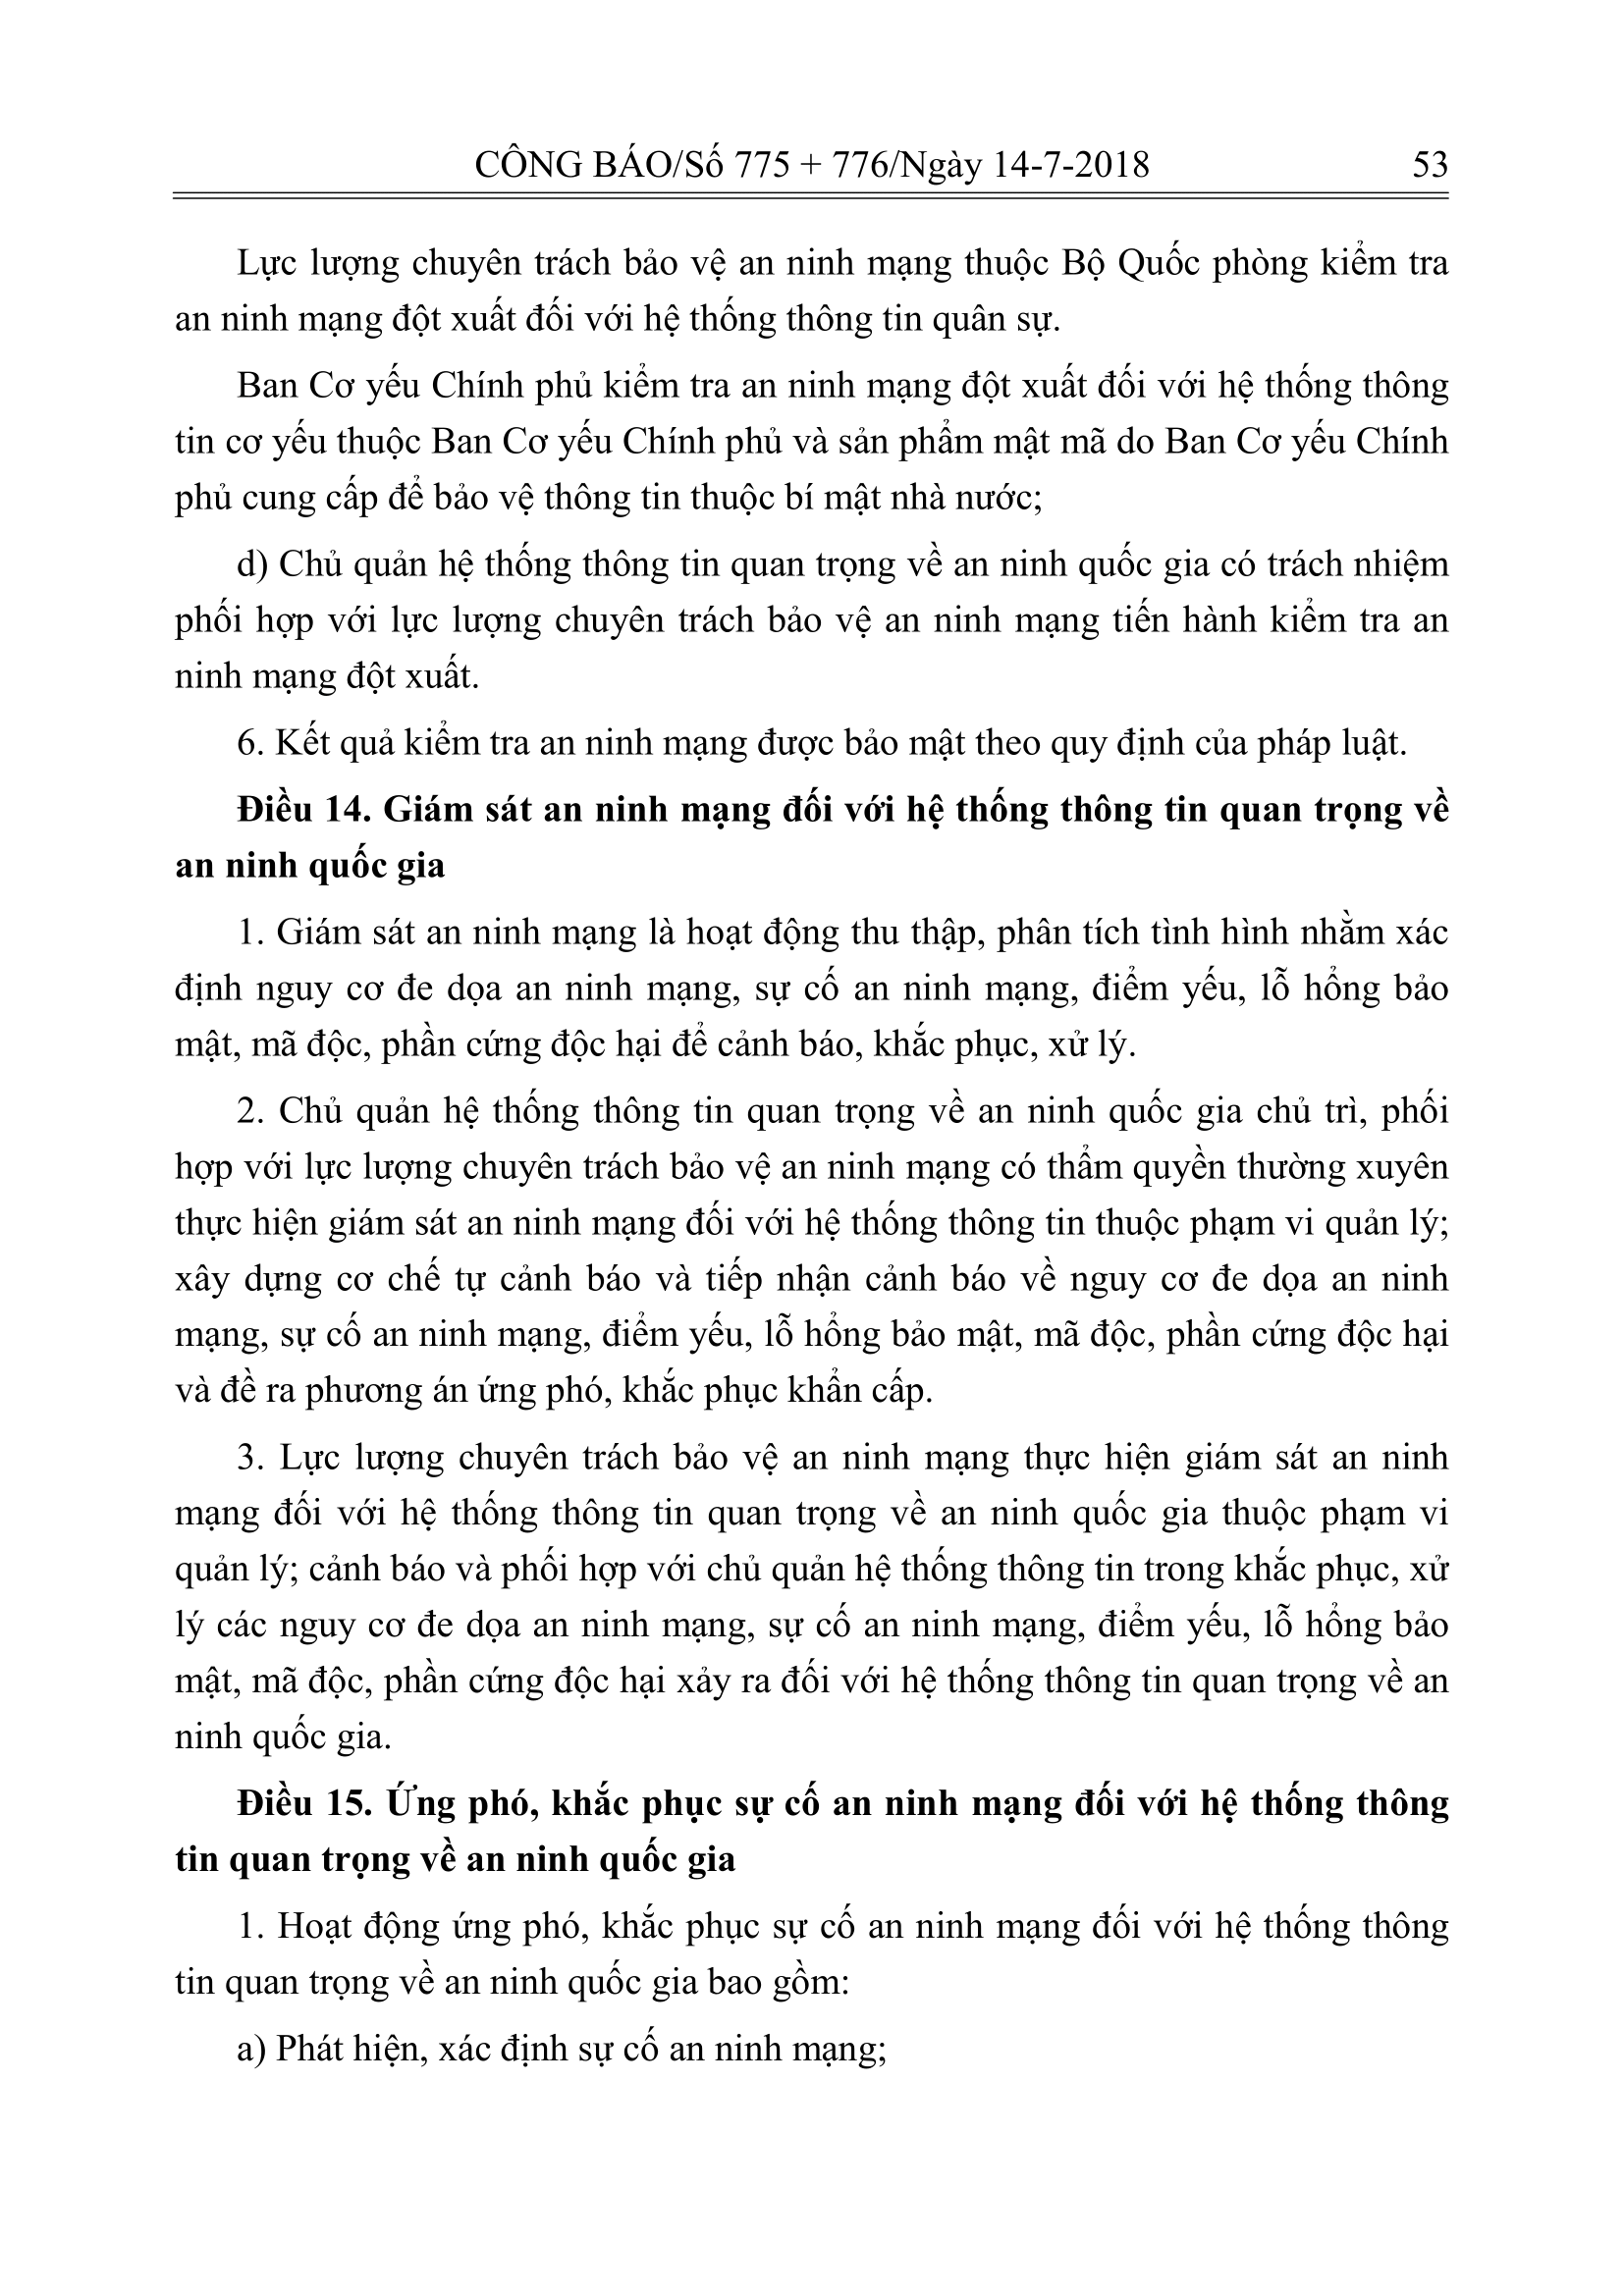 CÔNG BÁO/Số 775 + 776/Ngày 14-7-2018 53
Lực lượng chuyên trách bảo vệ an ninh mạng thuộc Bộ Quốc phòng kiểm tra
an ninh mạng đột xuất đối với hệ thống thông tin quân sự.
Ban Cơ yếu Chính phủ kiểm tra an ninh mạng đột xuất đối với hệ thống thông
tin cơ yếu thuộc Ban Cơ yếu Chính phủ và sản phẩm mật mã do Ban Cơ yếu Chính
phủ cung cấp để bảo vệ thông tin thuộc bí mật nhà nước;
d) Chủ quản hệ thống thông tin quan trọng về an ninh quốc gia có trách nhiệm
phối hợp với lực lượng chuyên trách bảo vệ an ninh mạng tiến hành kiểm tra an
ninh mạng đột xuất.
6. Kết quả kiểm tra an ninh mạng được bảo mật theo quy định của pháp luật.
Điều 14. Giám sát an ninh mạng đối với hệ thống thông tin quan trọng về
an ninh quốc gia
1. Giám sát an ninh mạng là hoạt động thu thập, phân tích tình hình nhằm xác
định nguy cơ đe dọa an ninh mạng, sự cố an ninh mạng, điểm yếu, lỗ hổng bảo
mật, mã độc, phần cứng độc hại để cảnh báo, khắc phục, xử lý.
2. Chủ quản hệ thống thông tin quan trọng về an ninh quốc gia chủ trì, phối
hợp với lực lượng chuyên trách bảo vệ an ninh mạng có thẩm quyền thường xuyên
thực hiện giám sát an ninh mạng đối với hệ thống thông tin thuộc phạm vi quản lý;
xây dựng cơ chế tự cảnh báo và tiếp nhận cảnh báo về nguy cơ đe dọa an ninh
mạng, sự cố an ninh mạng, điểm yếu, lỗ hổng bảo mật, mã độc, phần cứng độc hại
và đề ra phương án ứng phó, khắc phục khẩn cấp.
3. Lực lượng chuyên trách bảo vệ an ninh mạng thực hiện giám sát an ninh
mạng đối với hệ thống thông tin quan trọng về an ninh quốc gia thuộc phạm vi
quản lý; cảnh báo và phối hợp với chủ quản hệ thống thông tin trong khắc phục, xử
lý các nguy cơ đe dọa an ninh mạng, sự cố an ninh mạng, điểm yếu, lỗ hổng bảo
mật, mã độc, phần cứng độc hại xảy ra đối với hệ thống thông tin quan trọng về an
ninh quốc gia.
Điều 15. Ứng phó, khắc phục sự cố an ninh mạng đối với hệ thống thông
tin quan trọng về an ninh quốc gia
1. Hoạt động ứng phó, khắc phục sự cố an ninh mạng đối với hệ thống thông
tin quan trọng về an ninh quốc gia bao gồm:
a) Phát hiện, xác định sự cố an ninh mạng;